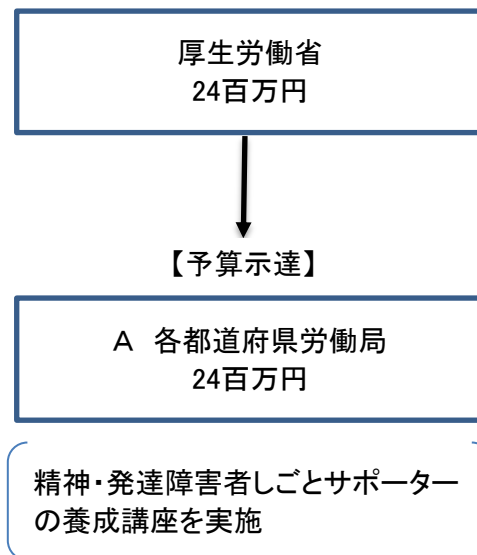 厚生労働省
24百万円
【予算示達】
A 各都道府県労働局
24百万円
精神・発達障害者しごとサポーター
の養成講座を実施